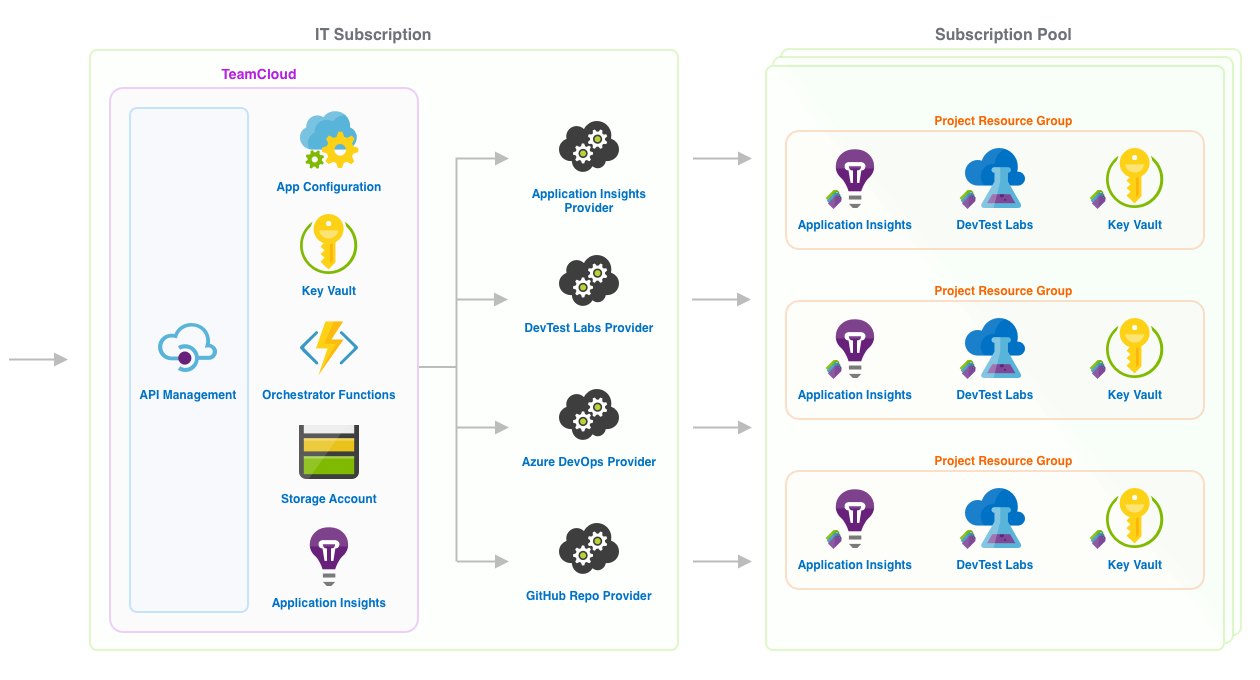 IT Subscription
TeamCloud
API Management
App Configuration
Key Vault
Orchestrator Functions
Storage Account
Application Insights
Application Insights
Provider
DevTest Labs Provider
Azure DevOps Provider
GitHub Repo Provider
Subscription Pool
Project Resource Group
Application Insights
DevTest Labs
Key Vault
Project Resource Group
Application Insights
DevTest Labs
Key Vault
Project Resource Group
Application Insights
DevTest Labs
Key Vault